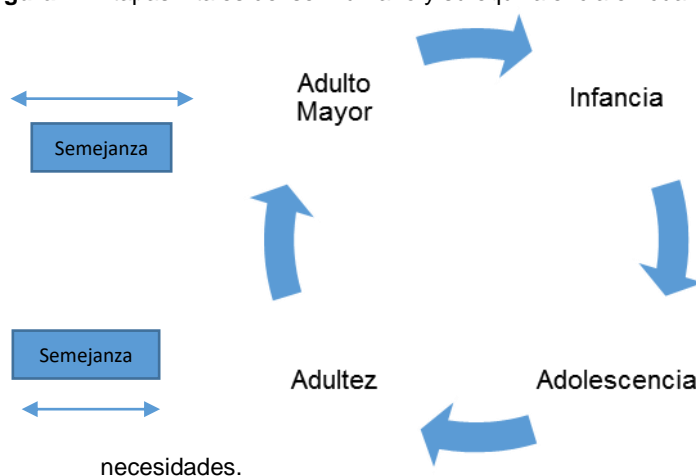 Adulto
Mayor
Infancia
Semejanza
Semejanza
Adultez
Adolescencia
necesidades.